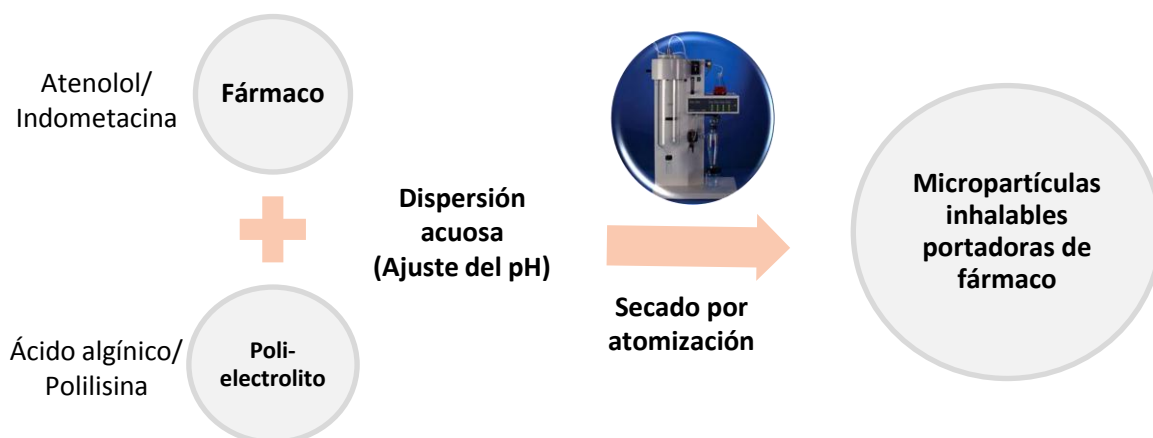 Atenolol/
Indometacina
Fármaco
Dispersión
acuosa
(Ajuste del pH)
Ácido algínico/
Polilisina
Poli-
electrolito
Secado por
atomización
Micropartículas
inhalables
portadoras de
fármaco